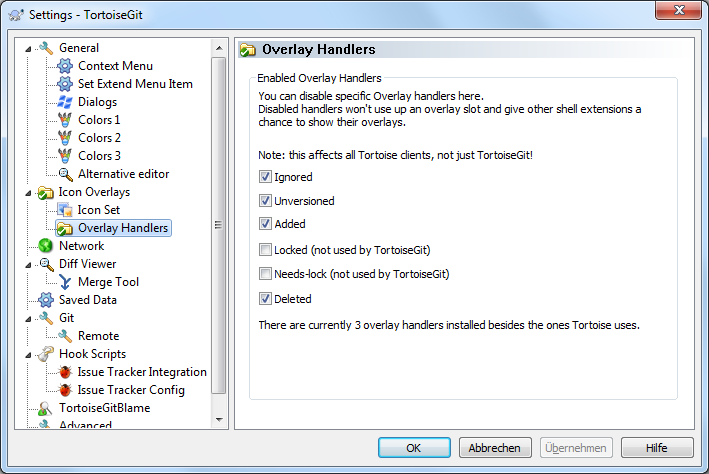 Settings - TortoiseGit
General
Context Menu
Set Extend Menu Item
Dialogs
Colors 1
Colors 2
Colors 3
Alternative editor
Icon Overlays
Icon Set
Overlay Handlers
Network
Diff Viewer
Merge Tool
Saved Data
Git
Remote
Hook Scripts
Issue Tracker Integration
Issue Tracker Config
TortoiseGitBlame
Advanced
Overlay Handlers
Enabled Overlay Handlers
You can disable specific Overlay handlers here.
Disabled handlers won't use up an overlay slot and give other shell extensions a
chance to show their overlays.
Note: this affects all Tortoise clients, not just TortoiseGit!
Ignored
Unversioned
Added
Locked (not used by TortoiseGit)
Needs-lock (not used by TortoiseGit)
Deleted
There are currently 3 overlay handlers installed besides the ones Tortoise uses.
OK
Abbrechen
Übernehmen
Hilfe